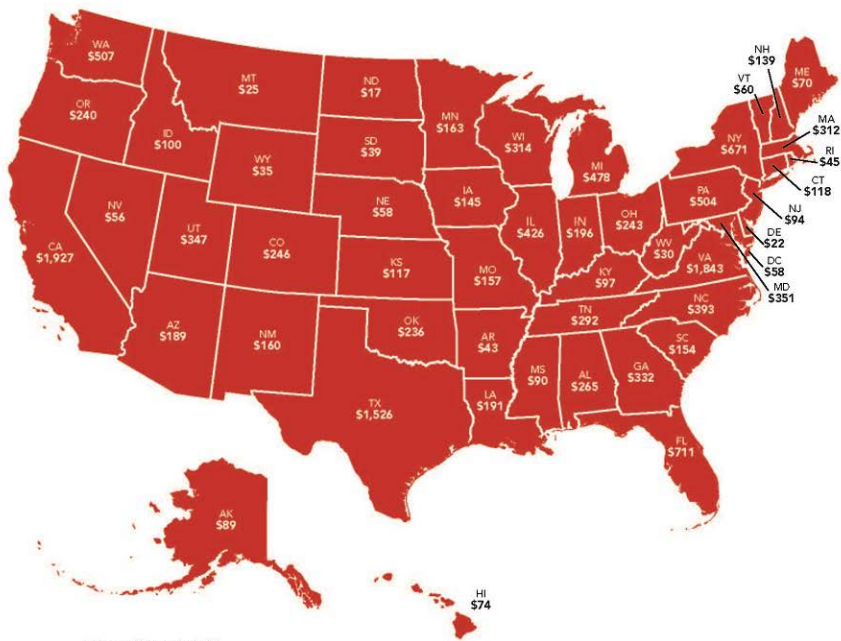 WA
$507
OR
$240
CA
$1,927
NV
$56
ID
$100
MT
$25
WY
$35
UT
$347
AZ
$189
CO
$246
NM
$160
ND
$17
SD
$39
NE
$58
KS
$117
OK
$236
TX
$1,526
MN
$163
IA
$145
MO
$157
AR
$43
LA
$191
WI
$314
IL
$426
MI
$478
IN
$196
OH
$243
KY
$97
TN
$292
MS
$90
AL
$265
GA
$332
FL
$711
SC
$154
NC
$393
VA
$1,843
WV
$30
PA
$504
NY
$671
VT
$60
NH
$139
ME
$70
MA
$312
RI
$45
CT
$118
NJ
$94
DE
$22
DC
$58
MD
$351
AK
$89
HI
$74